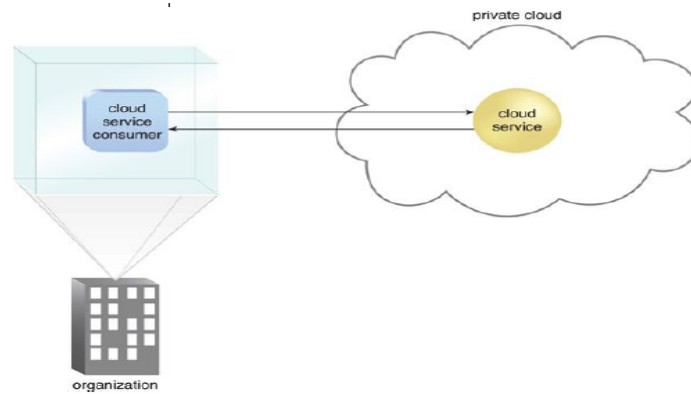 private cloud
cloud
service
consumer
cloud
service
organization